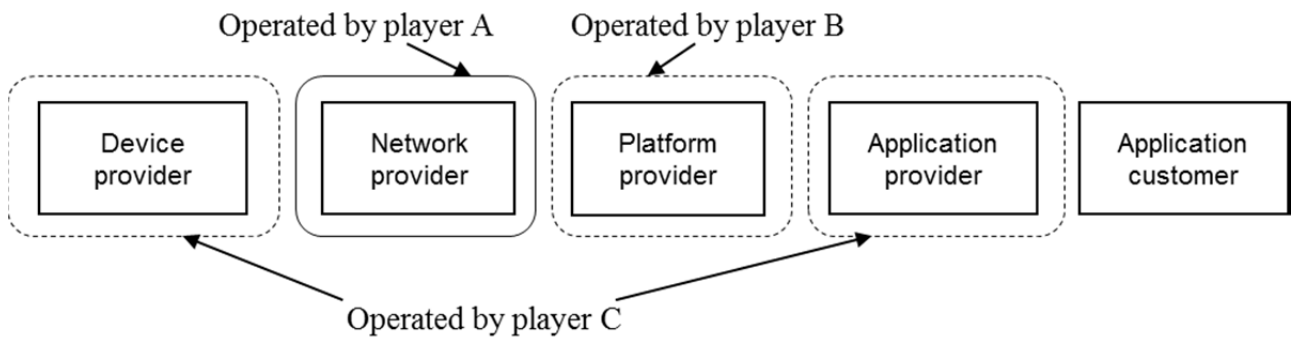 Operated by player A
Operated by player B
Device
provider
Network
provider
Platform
provider
Application
provider
Application
customer
Operated by player C